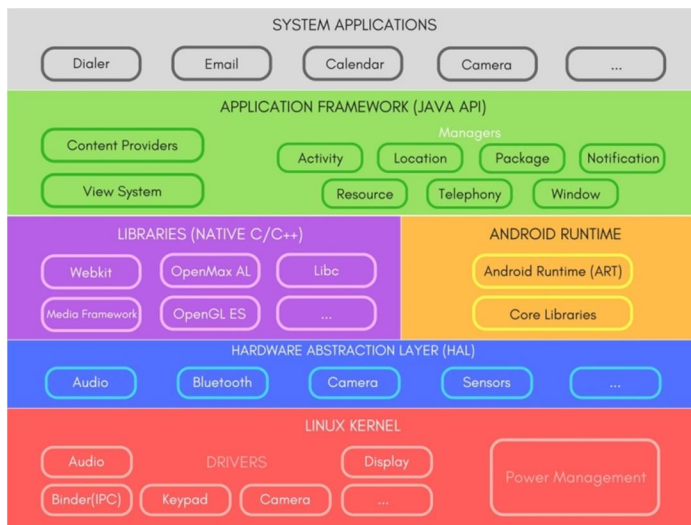 SYSTEM APPLICATIONS
Dialer
Email
Calendar
Camera
...
APPLICATION FRAMEWORK (JAVA API)
Content Providers
View System
Managers
Activity
Location
Package
Notification
Resource
Telephony
Window
LIBRARIES (NATIVE C/C++)
Webkit
OpenMax AL
Libc
Media Framework
OpenGL ES
...
ANDROID RUNTIME
Android Runtime (ART)
Core Libraries
HARDWARE ABSTRACTION LAYER (HAL)
Audio
Bluetooth
Camera
Sensors
...
LINUX KERNEL
Audio
DRIVERS
Display
Binder(IPC)
Keypad
Camera
...
Power Management